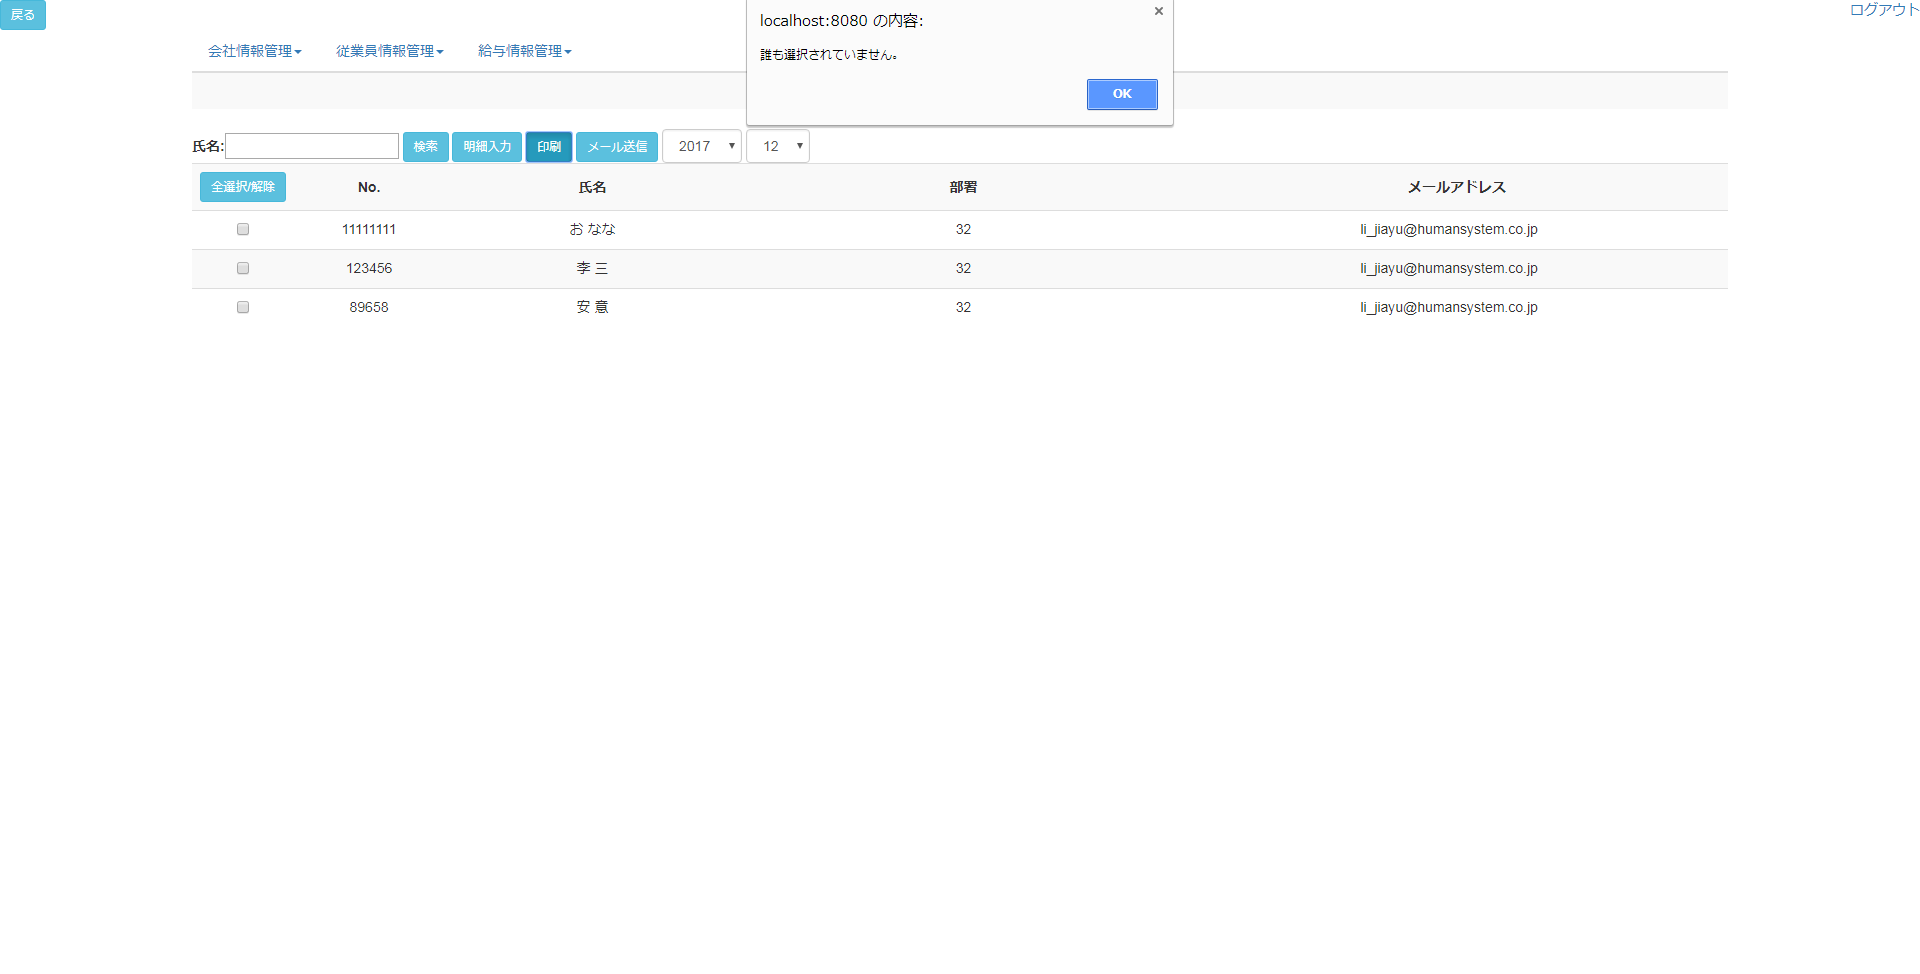 戻る
ログアウト
localhost:8080 の内容:
誰も選択されていません。
OK
会社情報管理 従業員情報管理 給与情報管理
氏名: 検索 明細入力 印刷 メール送信 2017 12
全選択/解除 No. 氏名 部署 メールアドレス
11111111 お なな 32 li_jiayu@humansystem.co.jp
123456 李 三 32 li_jiayu@humansystem.co.jp
89658 安 意 32 li_jiayu@humansystem.co.jp